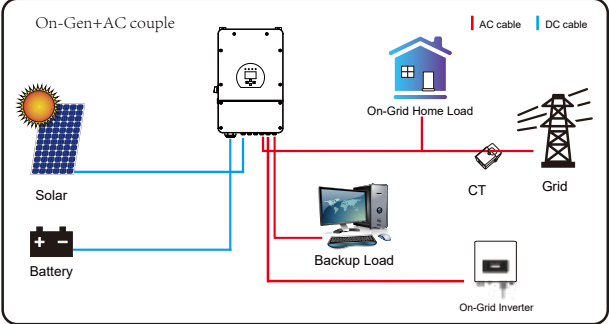 On-Gen+AC couple
AC cable
DC cable
On-Grid Home Load
Solar
CT
Grid
Battery
Backup Load
On-Grid Inverter